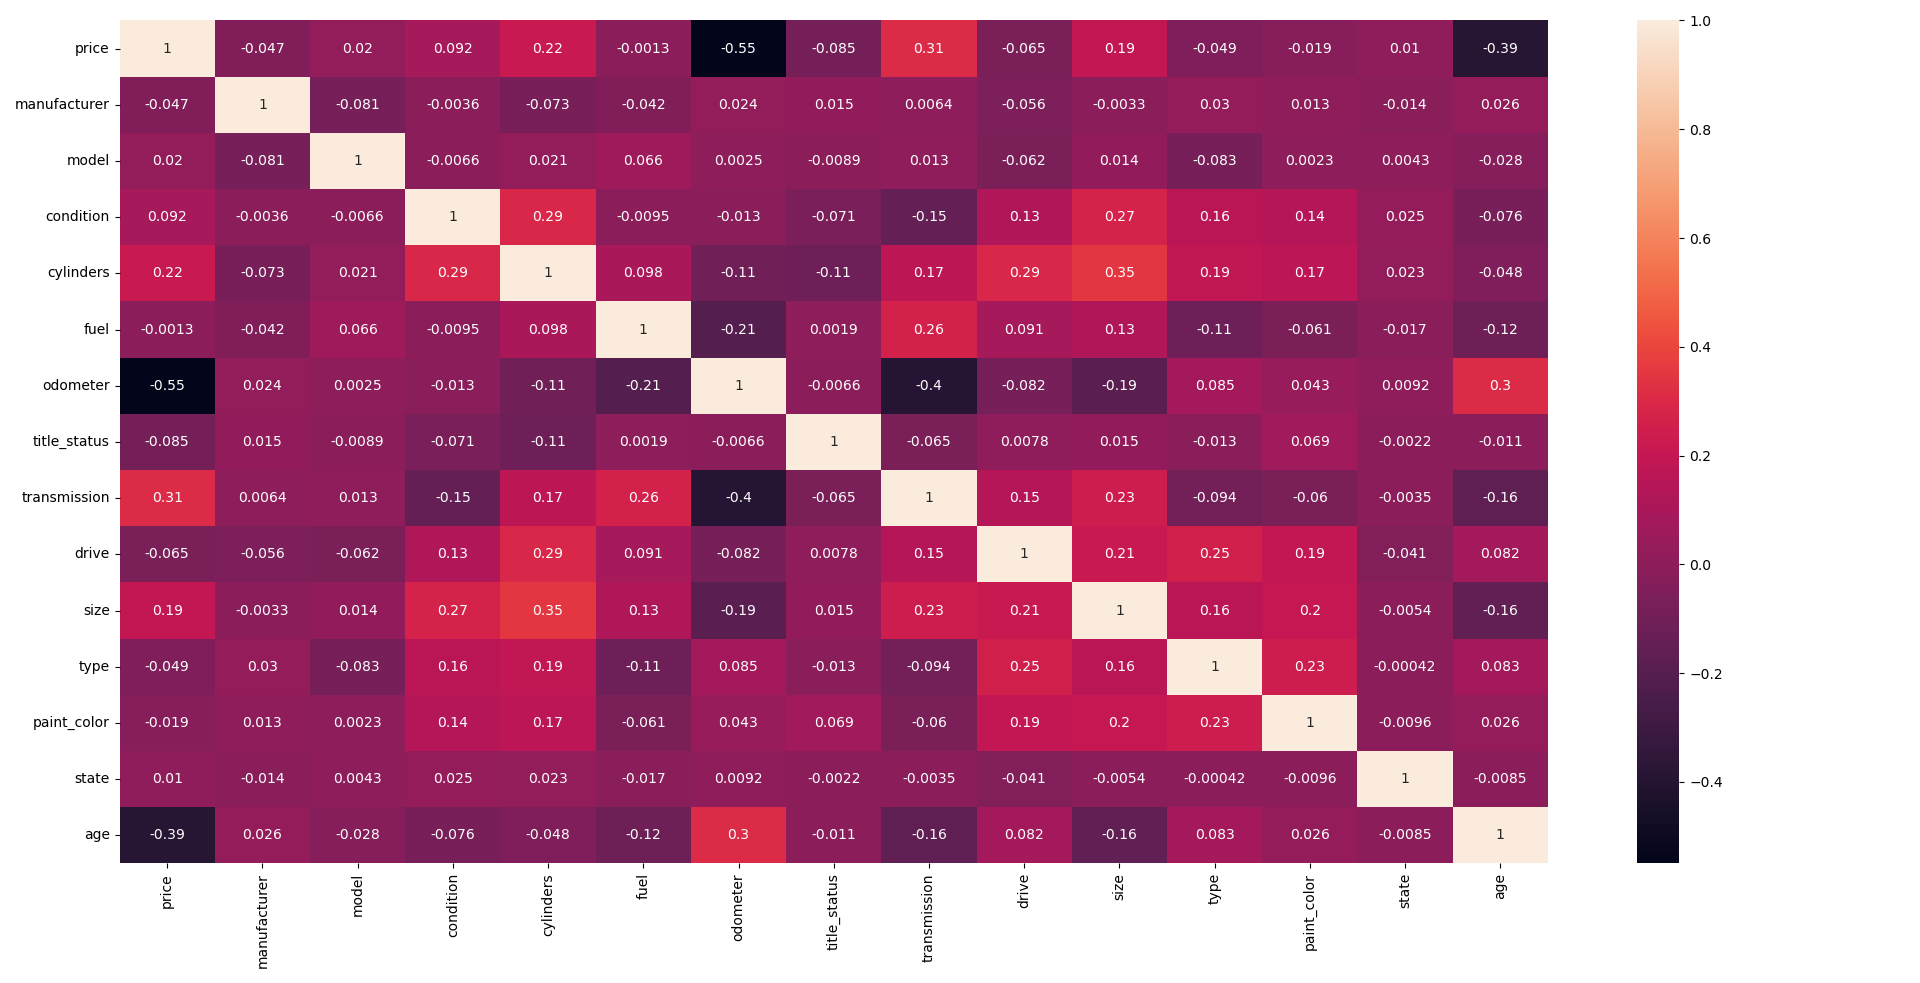 price 1 -0.047 0.02 0.092 0.22 -0.0013 -0.55 -0.085 0.31 -0.065 0.19 -0.049 -0.019 0.01 -0.39
manufacturer -0.047 1 -0.081 -0.0036 -0.073 -0.042 0.024 0.015 0.0064 -0.056 -0.0033 0.03 0.013 -0.014 0.026
model 0.02 -0.081 1 -0.0066 0.021 0.066 0.0025 -0.0089 0.013 -0.062 0.014 -0.083 0.0023 0.0043 -0.028
condition 0.092 -0.0036 -0.0066 1 0.29 -0.0095 -0.013 -0.071 -0.15 0.13 0.27 0.16 0.14 0.025 -0.076
cylinders 0.22 -0.073 0.021 0.29 1 0.098 -0.11 -0.11 0.17 0.29 0.35 0.19 0.17 0.023 -0.048
fuel -0.0013 -0.042 0.066 -0.0095 0.098 1 -0.21 0.0019 0.26 0.091 0.13 -0.11 -0.061 -0.017 -0.12
odometer -0.55 0.024 0.0025 -0.013 -0.11 -0.21 1 -0.0066 -0.4 -0.082 -0.19 0.085 0.043 0.0092 0.3
title_status -0.085 0.015 -0.0089 -0.071 -0.11 0.0019 -0.0066 1 -0.065 0.0078 0.015 -0.013 0.069 -0.0022 -0.011
transmission 0.31 0.0064 0.013 -0.15 0.17 0.26 -0.4 -0.065 1 0.15 0.23 -0.094 -0.06 -0.0035 -0.16
drive -0.065 -0.056 -0.062 0.13 0.29 0.091 -0.082 0.0078 0.15 1 0.21 0.25 0.19 -0.041 0.082
size 0.19 -0.0033 0.014 0.27 0.35 0.13 -0.19 0.015 0.23 0.21 1 0.16 0.2 -0.0054 -0.16
type -0.049 0.03 -0.083 0.16 0.19 -0.11 0.085 -0.013 -0.094 0.25 0.16 1 0.23 -0.00042 0.083
paint_color -0.019 0.013 0.0023 0.14 0.17 -0.061 0.043 0.069 -0.06 0.19 0.2 0.23 1 -0.0096 0.026
state 0.01 -0.014 0.0043 0.025 0.023 -0.017 0.0092 -0.0022 -0.0035 -0.041 -0.0054 -0.00042 -0.0096 1 -0.0085
age -0.39 0.026 -0.028 -0.076 -0.048 -0.12 0.3 -0.011 -0.16 0.082 -0.16 0.083 0.026 -0.0085 1
price manufacturer model condition cylinders fuel odometer title_status transmission drive size type paint_color state age
1.0
0.8
0.6
0.4
0.2
0.0
−0.2
−0.4